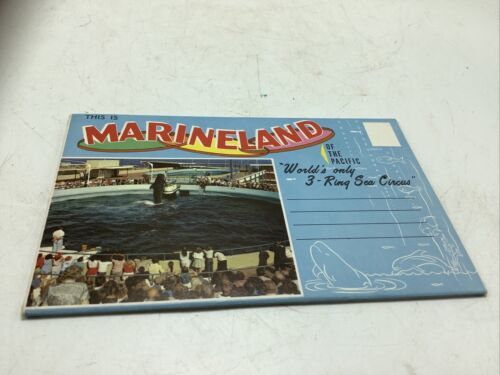 THIS IS
MARINELAND
OF
THE
PACIFIC
"World's only
3-Ring Sea Circus"